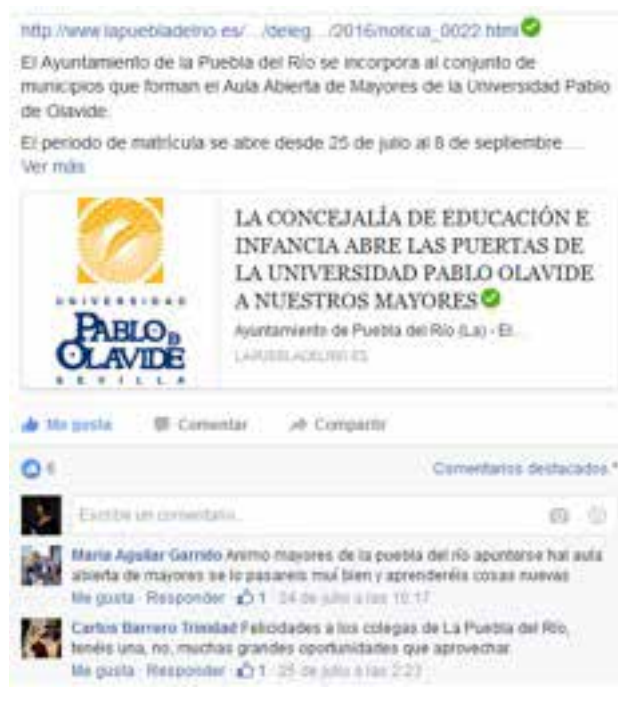 http://www.lapuebladelrio.es/.../deleg.../2016/noticia_0022.html
El Ayuntamiento de la Puebla del Río se incorpora al conjunto de
municipios que forman el Aula Abierta de Mayores de la Universidad Pablo
de Olavide.
El periodo de matrícula se abre desde 25 de julio al 8 de septiembre ...
Ver más
UNIVERSIDAD
PABLO DE
OLAVIDE
SEVILLA
LA CONCEJALÍA DE EDUCACIÓN E
INFANCIA ABRE LAS PUERTAS DE
LA UNIVERSIDAD PABLO OLAVIDE
A NUESTROS MAYORES
Ayuntamiento de Puebla del Río (La) - El...
LAPUEBLADELRIO.ES
Me gusta Comentar Compartir
6 Comentarios destacados
Escribe un comentario...
Maria Aguilar Garrido Animo mayores de la puebla del río apuntarse hal aula
abierta de mayores se lo pasareis muí bien y aprenderéis cosas nuevas
Me gusta · Responder · 1 · 24 de julio a las 10:17
Carlos Barrero Trinidad Felicidades a los colegas de La Puebla del Río,
tenéis una, no, muchas grandes oportunidades que aprovechar
Me gusta · Responder · 1 · 25 de julio a las 2:23